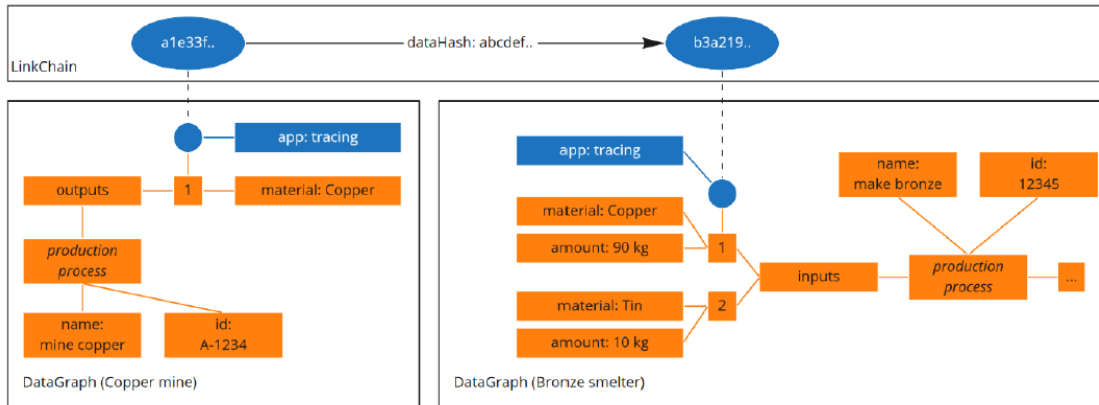 a1e33f..
dataHash: abcdef..
b3a219..
LinkChain
app: tracing
outputs
1
material: Copper
production
process
name:
mine copper
id:
A-1234
DataGraph (Copper mine)
app: tracing
name:
make bronze
id:
12345
material: Copper
amount: 90 kg
1
inputs
production
process
...
material: Tin
2
amount: 10 kg
DataGraph (Bronze smelter)